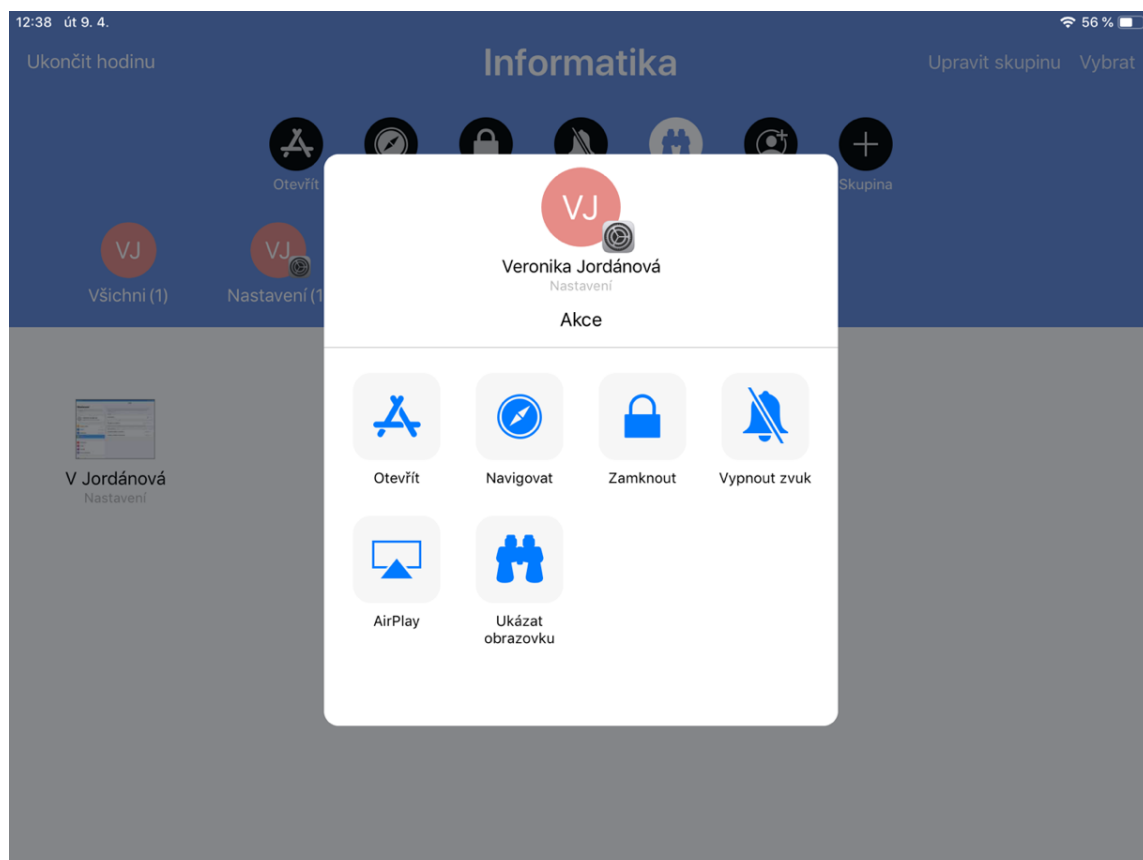 12:38 út 9. 4.
56 %
Ukončit hodinu
Informatika
Upravit skupinu Vybrat
Otevřít
Skupina
VJ
Všichni (1)
VJ
Nastavení (1
VJ
Veronika Jordánová
Nastavení
Akce
Otevřít
Navigovat
Zamknout
Vypnout zvuk
AirPlay
Ukázat
obrazovku
V Jordánová
Nastavení